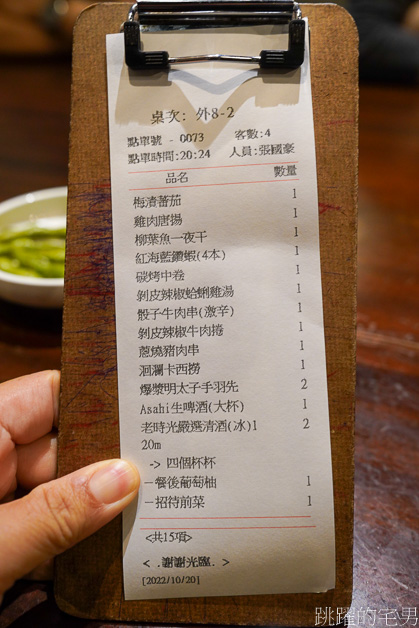 桌次: 外8-2
點單號 - 0073 客數:4
點單時間:20:24 人員:張國豪
品名 數量
梅漬蕃茄 1
雞肉唐揚 1
柳葉魚一夜干 1
紅海藍鑽蝦(4本) 1
碳烤中卷 1
剝皮辣椒蛤蜊雞湯 1
骰子牛肉串(激辛) 1
剝皮辣椒牛肉捲 1
蔥燒豬肉串 1
洄瀾卡西撈 1
爆漿明太子手羽先 2
Asahi生啤酒(大杯) 1
老時光嚴選清酒(冰)1 2
20m
-> 四個杯杯
－餐後葡萄柚 1
－招待前菜 1
<共15項>
< .謝謝光臨. >
[2022/10/20]
跳躍的宅男